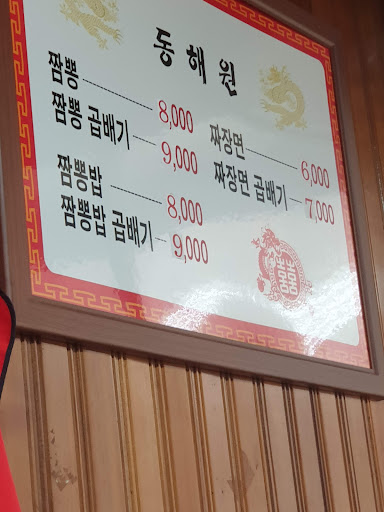 동해원
짬뽕 8,000
짬뽕 곱배기 9,000
짬뽕밥 8,000
짬뽕밥 곱배기 9,000
짜장면 6,000
짜장면 곱배기 7,000
囍